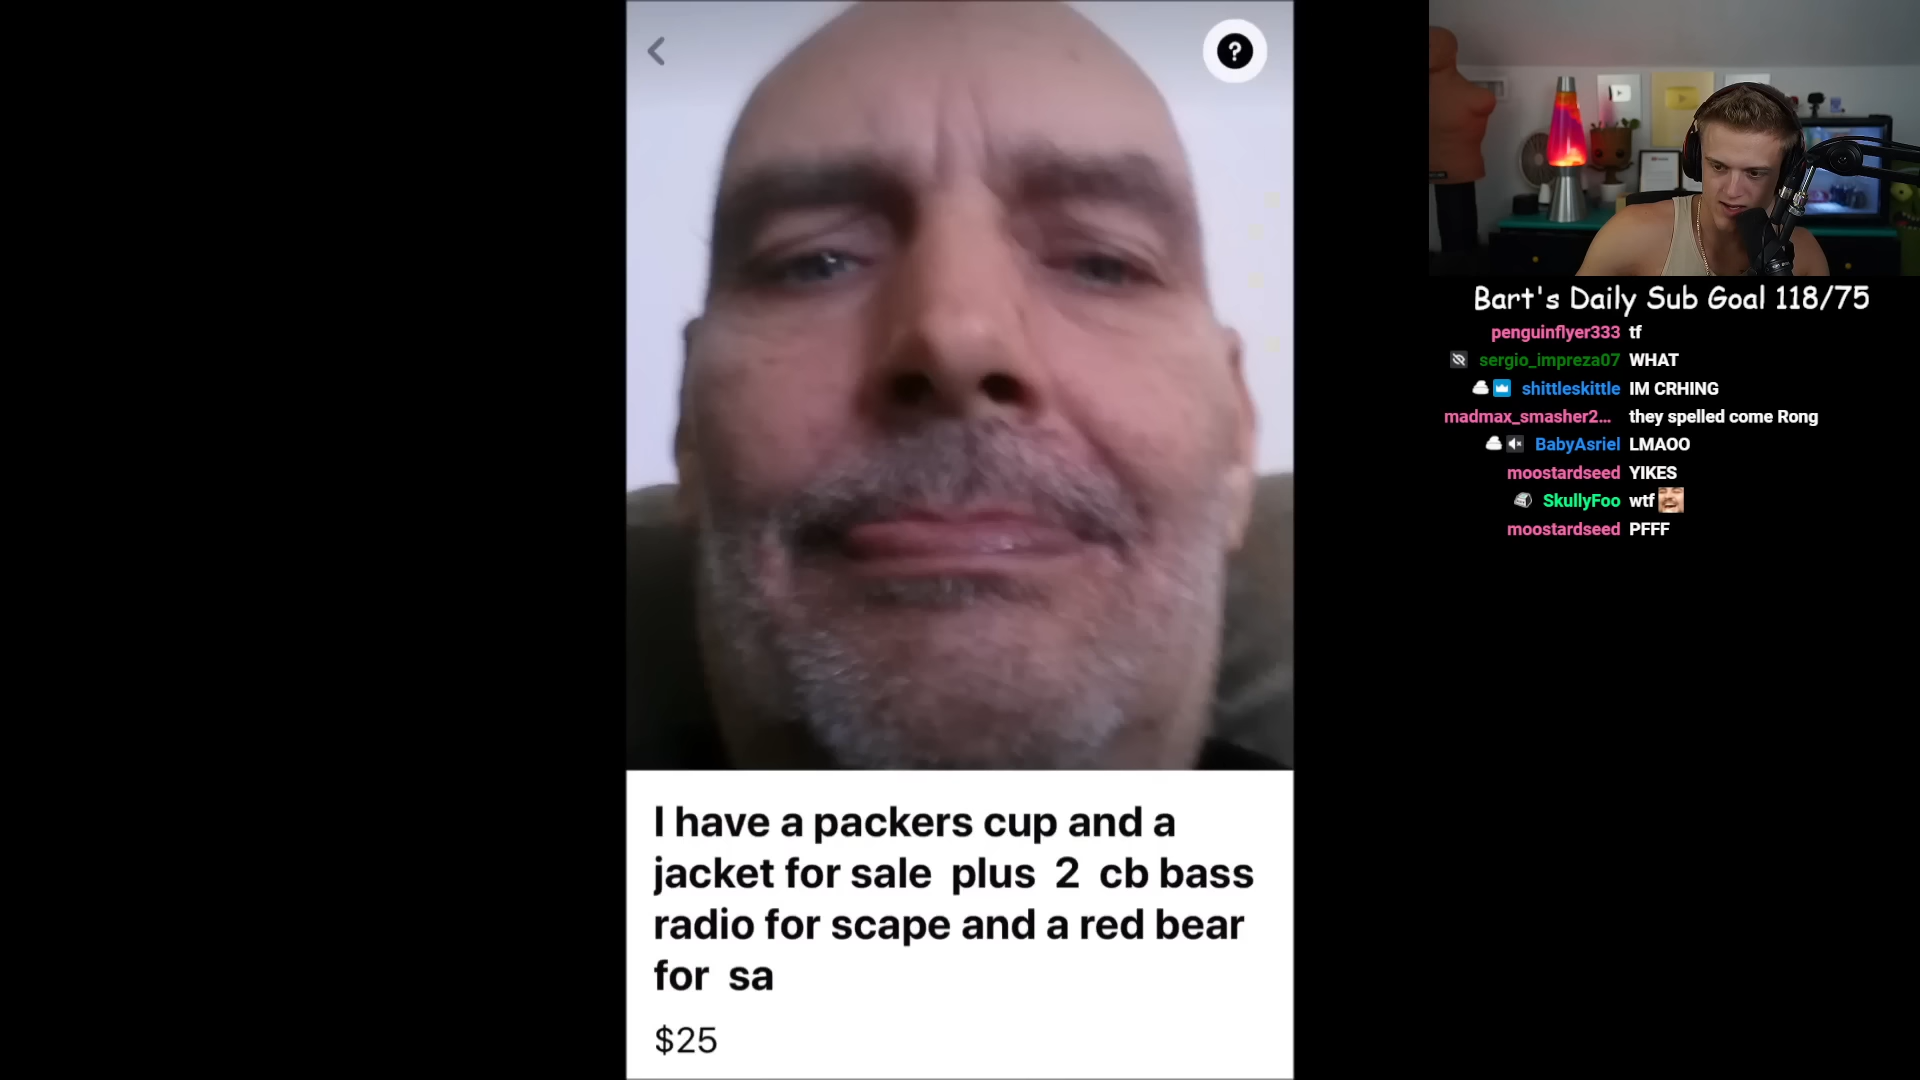 I have a packers cup and a
jacket for sale  plus  2  cb bass
radio for scape and a red bear
for  sa
$25
Bart's Daily Sub Goal 118/75
penguinflyer333 tf
sergio_impreza07 WHAT
shittleskittle IM CRHING
madmax_smasher2... they spelled come Rong
BabyAsriel LMAOO
moostardseed YIKES
SkullyFoo wtf
moostardseed PFFF